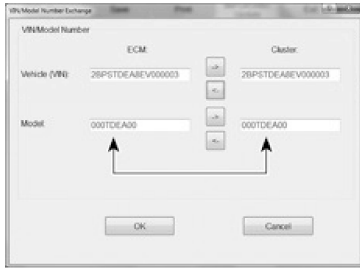 VIN/Model Number Exchange
VIN/Model Number
ECM: Cluster:
Vehicle (VIN): 2BPSTDEA8EV000003 -> 2BPSTDEA8EV000003
<-
Model: 000TDEA00 -> 000TDEA00
<-
OK Cancel